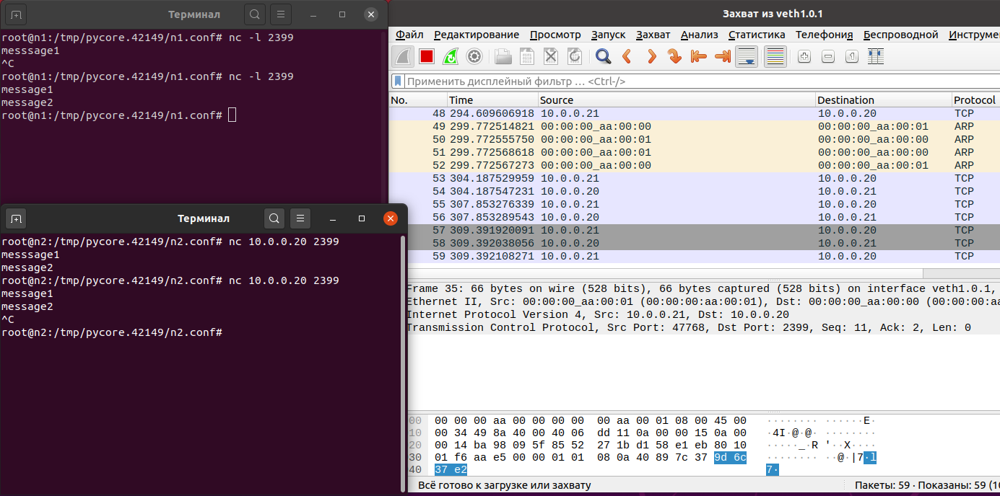 Терминал
root@n1:/tmp/pycore.42149/n1.conf# nc -l 2399
messsage1
^C
root@n1:/tmp/pycore.42149/n1.conf# nc -l 2399
message1
message2
root@n1:/tmp/pycore.42149/n1.conf#
Терминал
root@n2:/tmp/pycore.42149/n2.conf# nc 10.0.0.20 2399
messsage1
message2
root@n2:/tmp/pycore.42149/n2.conf# nc 10.0.0.20 2399
message1
message2
^C
root@n2:/tmp/pycore.42149/n2.conf#
Захват из veth1.0.1
Файл Редактирование Просмотр Запуск Захват Анализ Статистика Телефония Беспроводной Инструме
Применить дисплейный фильтр … <Ctrl-/>
No. Time Source Destination Protocol
48 294.609606918 10.0.0.21 10.0.0.20 TCP
49 299.772514821 00:00:00_aa:00:00 00:00:00_aa:00:01 ARP
50 299.772555750 00:00:00_aa:00:01 00:00:00_aa:00:00 ARP
51 299.772568618 00:00:00_aa:00:01 00:00:00_aa:00:00 ARP
52 299.772567273 00:00:00_aa:00:00 00:00:00_aa:00:01 ARP
53 304.187529959 10.0.0.21 10.0.0.20 TCP
54 304.187547231 10.0.0.20 10.0.0.21 TCP
55 307.853276339 10.0.0.21 10.0.0.20 TCP
56 307.853289543 10.0.0.20 10.0.0.21 TCP
57 309.391920091 10.0.0.21 10.0.0.20 TCP
58 309.392038056 10.0.0.20 10.0.0.21 TCP
59 309.392108271 10.0.0.21 10.0.0.20 TCP
Frame 35: 66 bytes on wire (528 bits), 66 bytes captured (528 bits) on interface veth1.0.1,
Ethernet II, Src: 00:00:00_aa:00:01 (00:00:00:aa:00:01), Dst: 00:00:00_aa:00:00 (00:00:00:aa
Internet Protocol Version 4, Src: 10.0.0.21, Dst: 10.0.0.20
Transmission Control Protocol, Src Port: 47768, Dst Port: 2399, Seq: 11, Ack: 2, Len: 0
00 00 00 00 aa 00 00 00 00 00 aa 00 01 08 00 45 00 ········ ······E·
10 00 34 49 8a 40 00 40 06 dd 11 0a 00 00 15 0a 00 ·4I·@·@· ········
20 00 14 ba 98 09 5f 85 52 27 1b d1 58 e1 eb 80 10 ·····_·R '··X····
30 01 f6 aa e5 00 00 01 01 08 0a 40 89 7c 37 9d 6c ········ ··@·|7·l
40 37 e2 7·
Всё готово к загрузке или захвату
Пакеты: 59 · Показаны: 59 (10